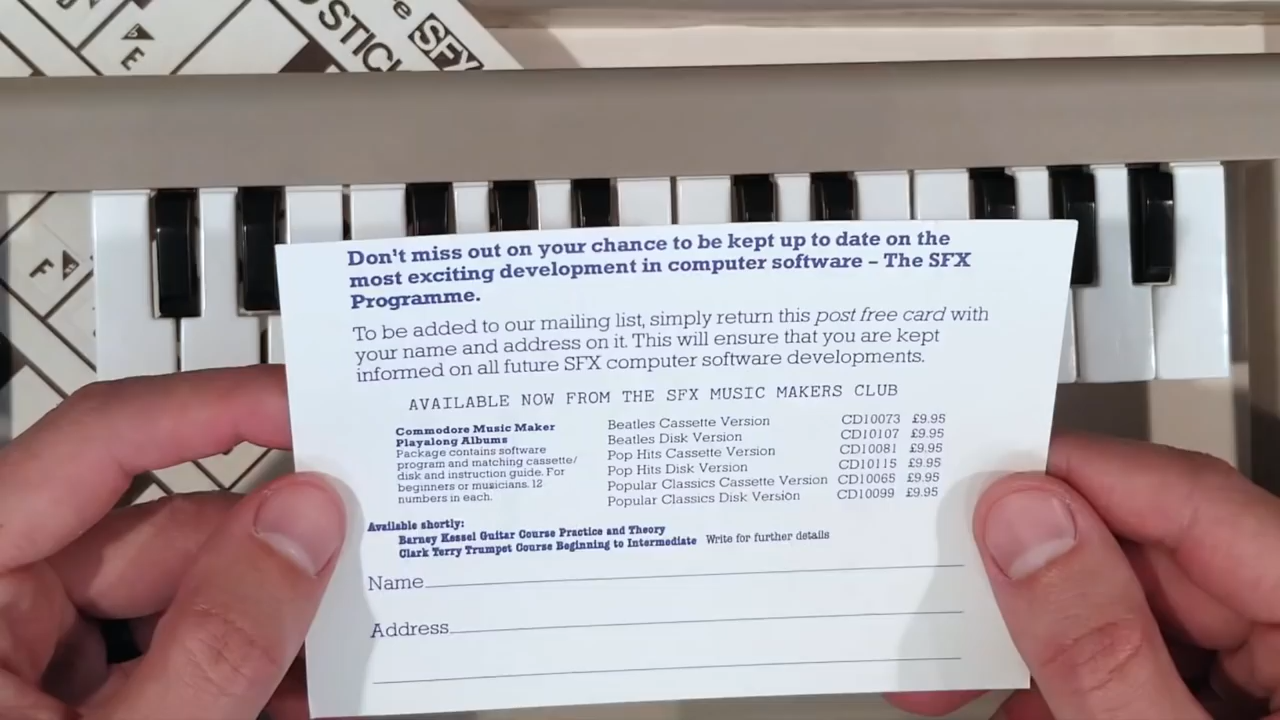 e SFX
OSTICK
E
F
Don't miss out on your chance to be kept up to date on the
most exciting development in computer software – The SFX
Programme.
To be added to our mailing list, simply return this post free card with
your name and address on it. This will ensure that you are kept
informed on all future SFX computer software developments.
AVAILABLE NOW FROM THE SFX MUSIC MAKERS CLUB
Commodore Music Maker
Playalong Albums
Package contains software
program and matching cassette/
disk and instruction guide. For
beginners or musicians. 12
numbers in each.
Beatles Cassette Version CD10073 £9.95
Beatles Disk Version CD10107 £9.95
Pop Hits Cassette Version CD10081 £9.95
Pop Hits Disk Version CD10115 £9.95
Popular Classics Cassette Version CD10065 £9.95
Popular Classics Disk Version CD10099 £9.95
Available shortly:
Barney Kessel Guitar Course Practice and Theory
Clark Terry Trumpet Course Beginning to Intermediate Write for further details
Name
Address